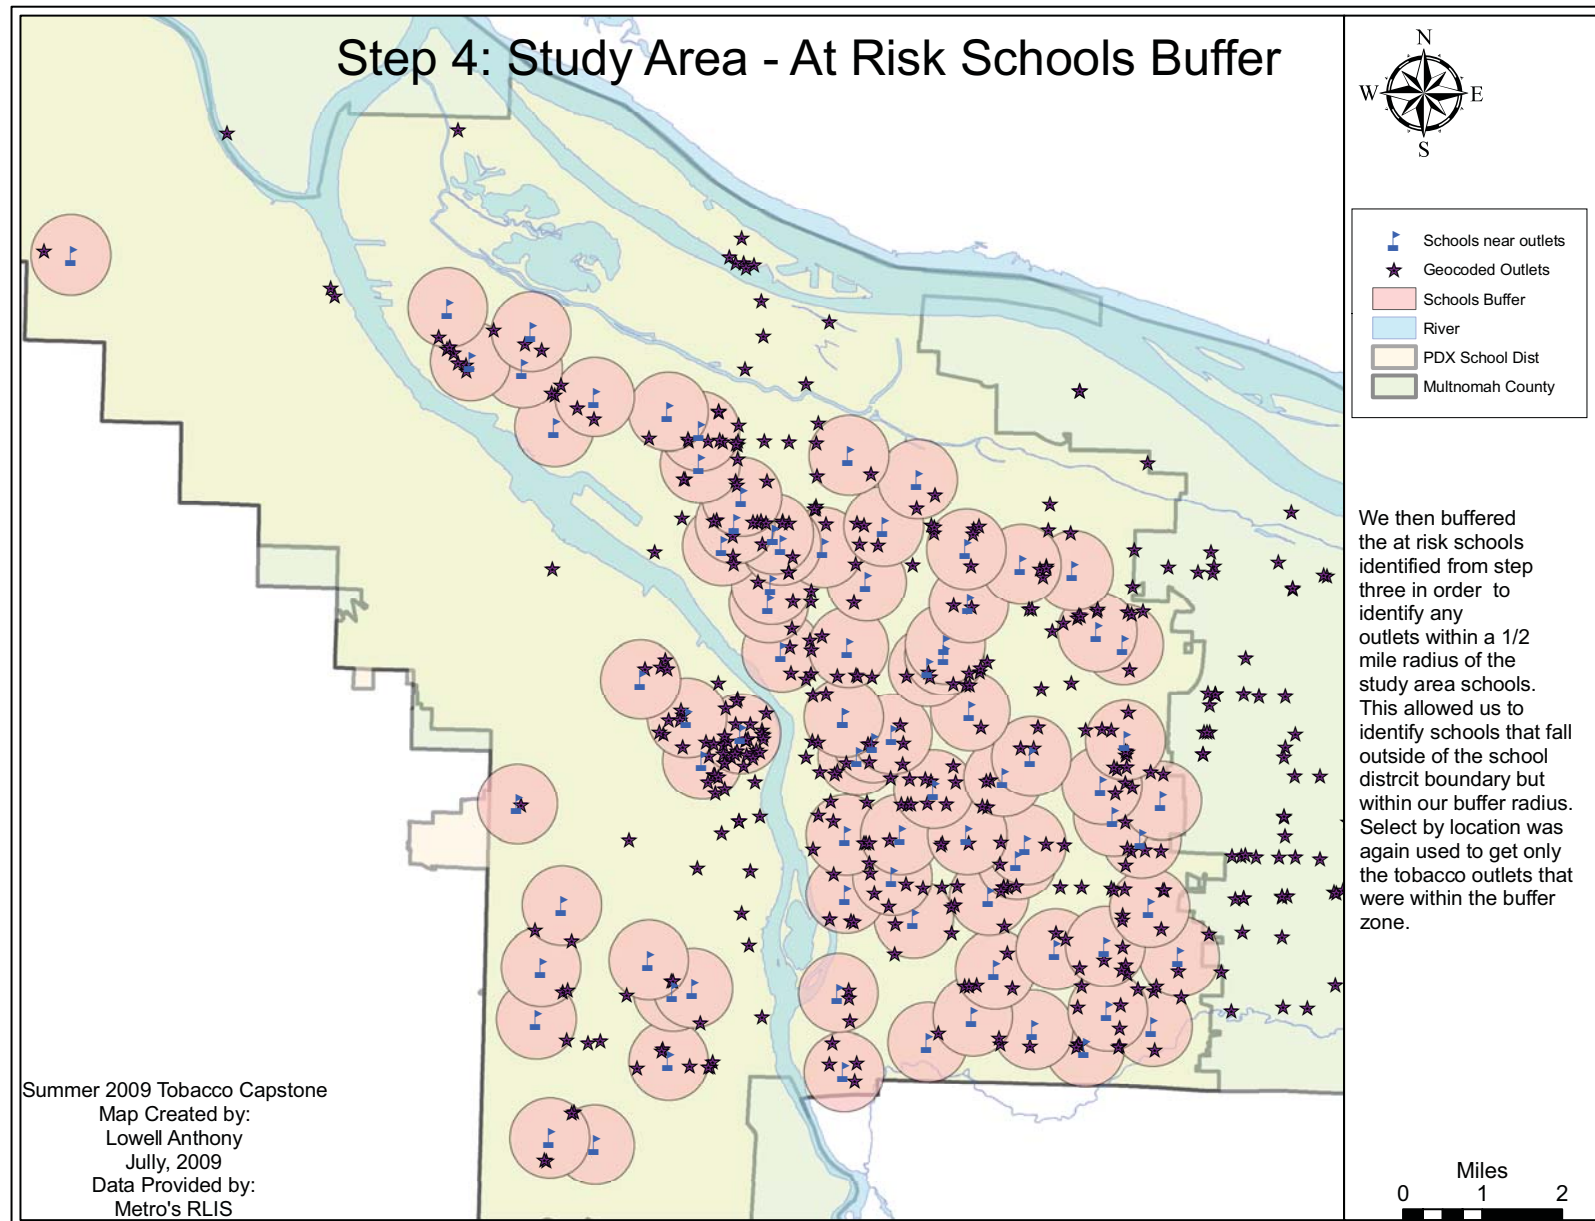 Step 4: Study Area - At Risk Schools Buffer
N
W
E
S
Schools near outlets
Geocoded Outlets
Schools Buffer
River
PDX School Dist
Multnomah County
We then buffered
the at risk schools
identified from step
three in order to
identify any
outlets within a 1/2
mile radius of the
study area schools.
This allowed us to
identify schools that fall
outside of the school
distrcit boundary but
within our buffer radius.
Select by location was
again used to get only
the tobacco outlets that
were within the buffer
zone.
Summer 2009 Tobacco Capstone
Map Created by:
Lowell Anthony
Jully, 2009
Data Provided by:
Metro's RLIS
Miles
0 1 2